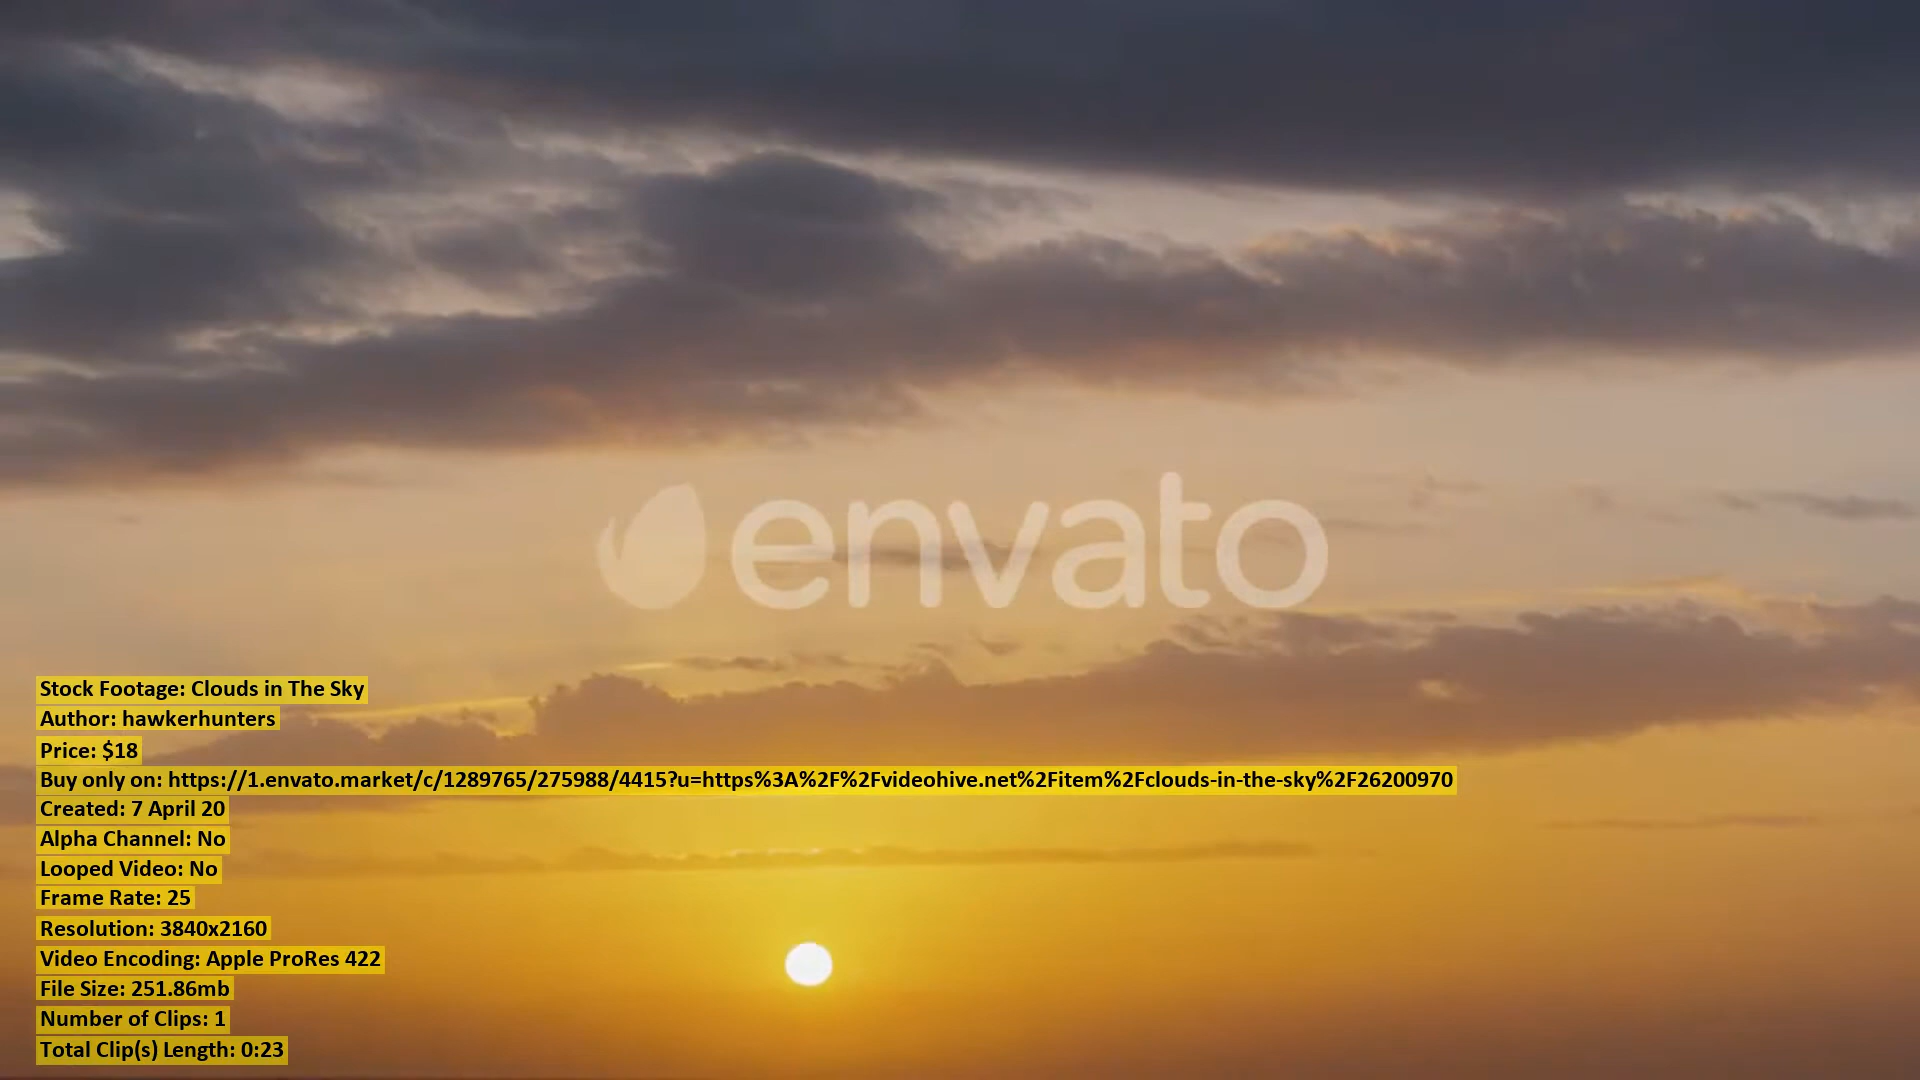 envato
Stock Footage: Clouds in The Sky
Author: hawkerhunters
Price: $18
Buy only on: https://1.envato.market/c/1289765/275988/4415?u=https%3A%2F%2Fvideohive.net%2Fitem%2Fclouds-in-the-sky%2F26200970
Created: 7 April 20
Alpha Channel: No
Looped Video: No
Frame Rate: 25
Resolution: 3840x2160
Video Encoding: Apple ProRes 422
File Size: 251.86mb
Number of Clips: 1
Total Clip(s) Length: 0:23